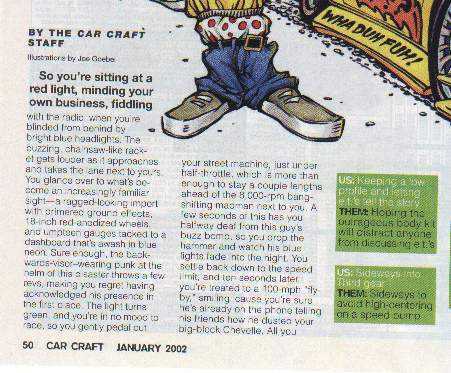 WHA DUH FUH?
BY THE CAR CRAFT
STAFF
Illustrations by Joe Goebel
So you're sitting at a
red light, minding your
own business, fiddling
with the radio, when you're
blinded from behind by
bright blue headlights. The
buzzing, chainsaw-like rack-
et gets louder as it approaches
and takes the lane next to yours.
You glance over to what's be-
come an increasingly familiar
sight—a ragged-looking import
with primered ground effects,
18-inch red-anodized wheels,
and umpteen gauges tacked to a
dashboard that's awash in blue
neon. Sure enough, the back-
wards-visor-wearing punk at the
helm of this disaster throws a few
revs, making you regret having
acknowledged his presence in
the first place. The light turns
green, and you're in no mood to
race, so you gently pedal out
your street machine, just under
half-throttle, which is more than
enough to stay a couple lengths
ahead of the 8,000-rpm bang-
shifting madman next to you. A
few seconds of this has you
halfway deaf from this guy's
buzz bomb, so you drop the
hammer and watch his blue
lights fade into the night. You
settle back down to the speed
limit, and ten seconds later
you're treated to a 100-mph "fly-
by," smiling 'cause you're sure
he's already on the phone telling
his friends how he dusted your
big-block Chevelle. All you
US: Keeping a low
profile and letting
e.t.'s tell the story
THEM: Hoping the
outrageous body kit
will distract anyone
from discussing e.t.'s
US: Sideways into
Third gear
THEM: Sideways to
avoid high-centering
on a speed bump
50 CAR CRAFT JANUARY 2002